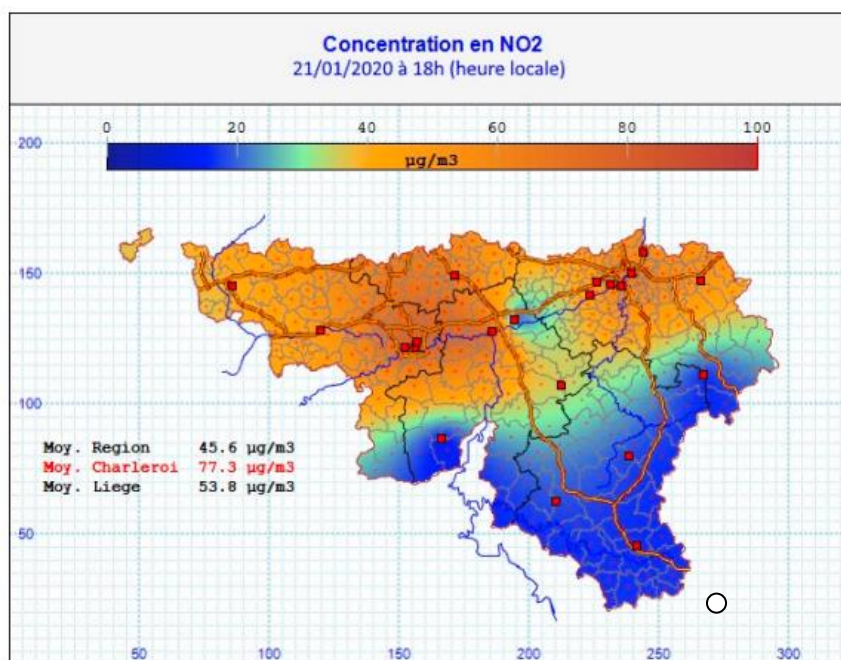 Concentration en NO2
21/01/2020 à 18h (heure locale)
0 20 40 60 80 100
µg/m3
200
150
100
50
Moy. Region 45.6 µg/m3
Moy. Charleroi 77.3 µg/m3
Moy. Liege 53.8 µg/m3
50 100 150 200 250 300